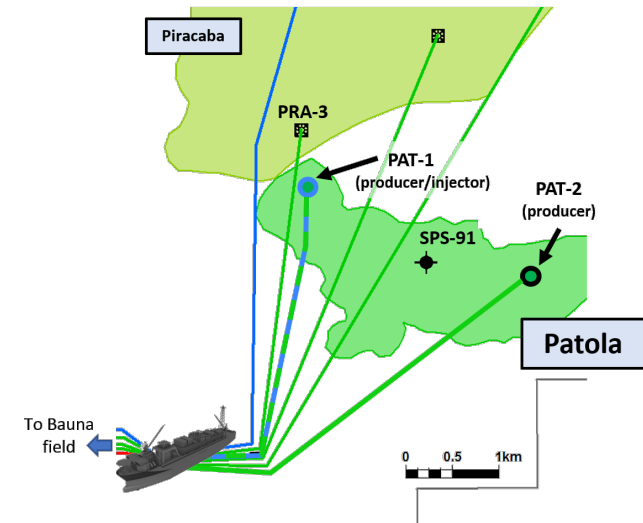 Piracaba
PRA-3
PAT-1
(producer/injector)
PAT-2
(producer)
SPS-91
Patola
To Bauna
field
0 0.5 1km